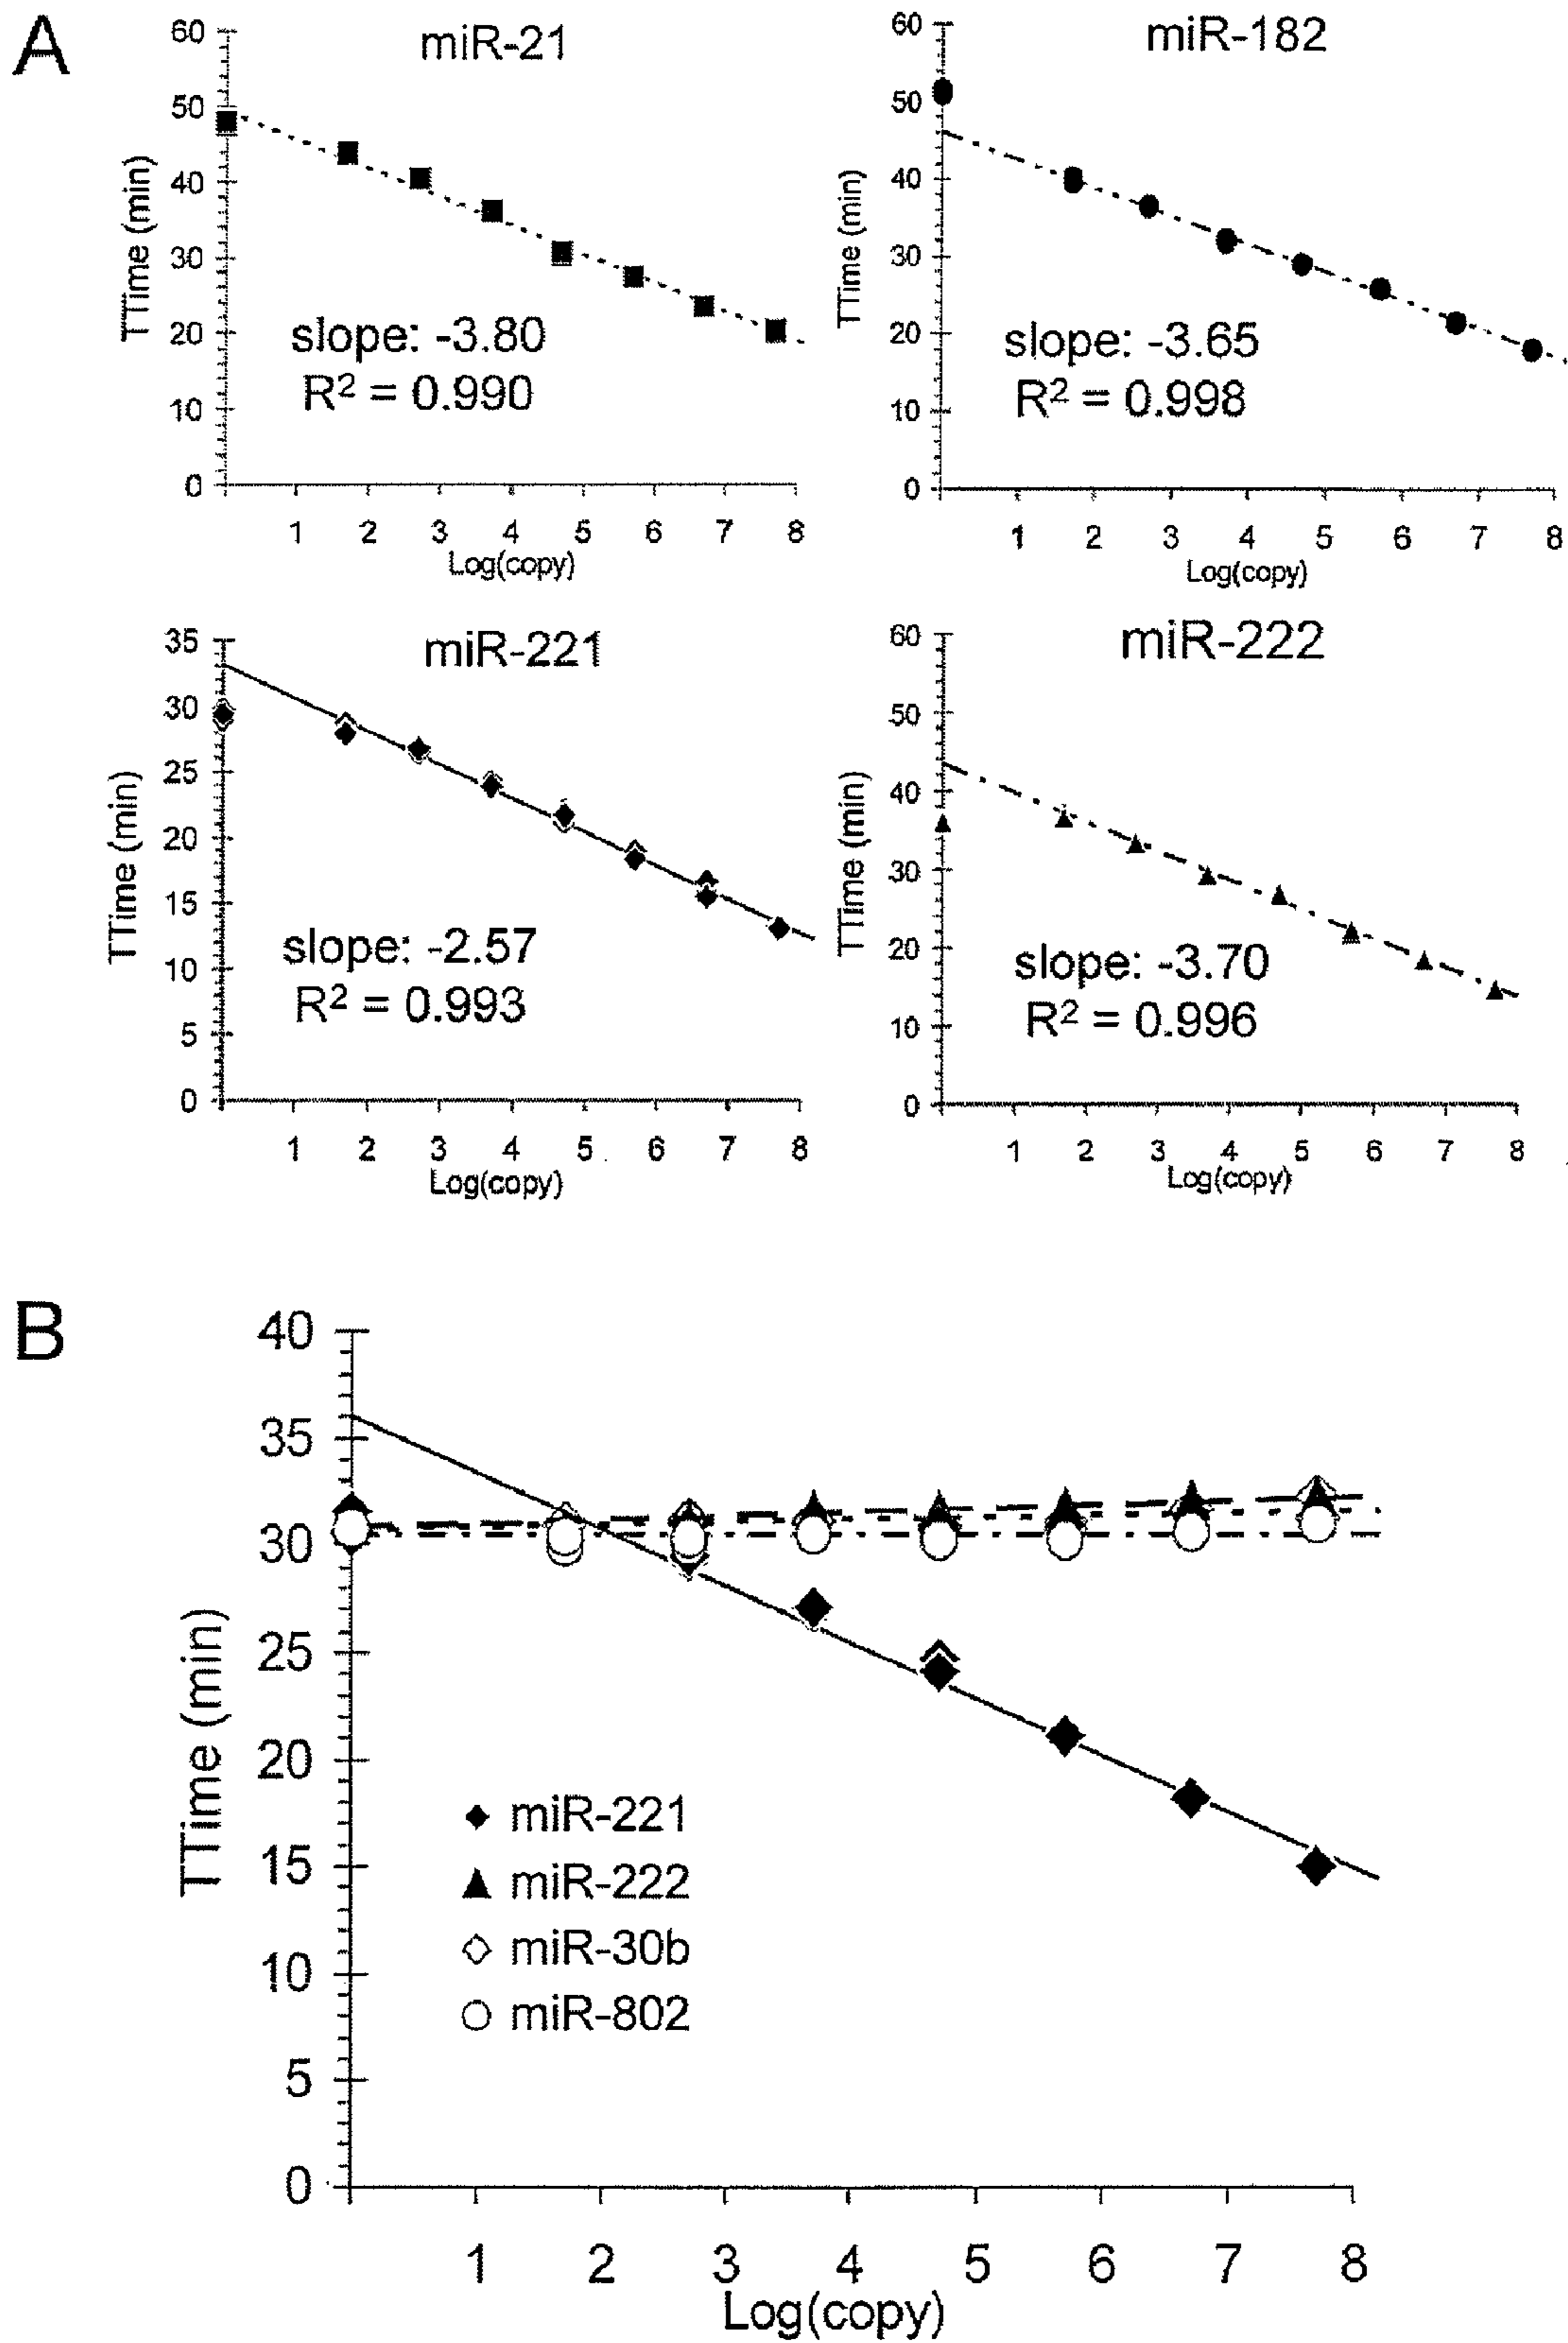 A
miR-21
60
50
40
30
20
10
0
TTime (min)
slope: -3.80
R² = 0.990
1 2 3 4 5 6 7 8
Log(copy)
miR-182
60
50
40
30
20
10
0
TTime (min)
slope: -3.65
R² = 0.998
1 2 3 4 5 6 7 8
Log(copy)
miR-221
35
30
25
20
15
10
5
0
TTime (min)
slope: -2.57
R² = 0.993
1 2 3 4 5 6 7 8
Log(copy)
miR-222
60
50
40
30
20
10
0
TTime (min)
slope: -3.70
R² = 0.996
1 2 3 4 5 6 7 8
Log(copy)
B
40
35
30
25
20
15
10
5
0
TTime (min)
miR-221
miR-222
miR-30b
miR-802
1 2 3 4 5 6 7 8
Log(copy)